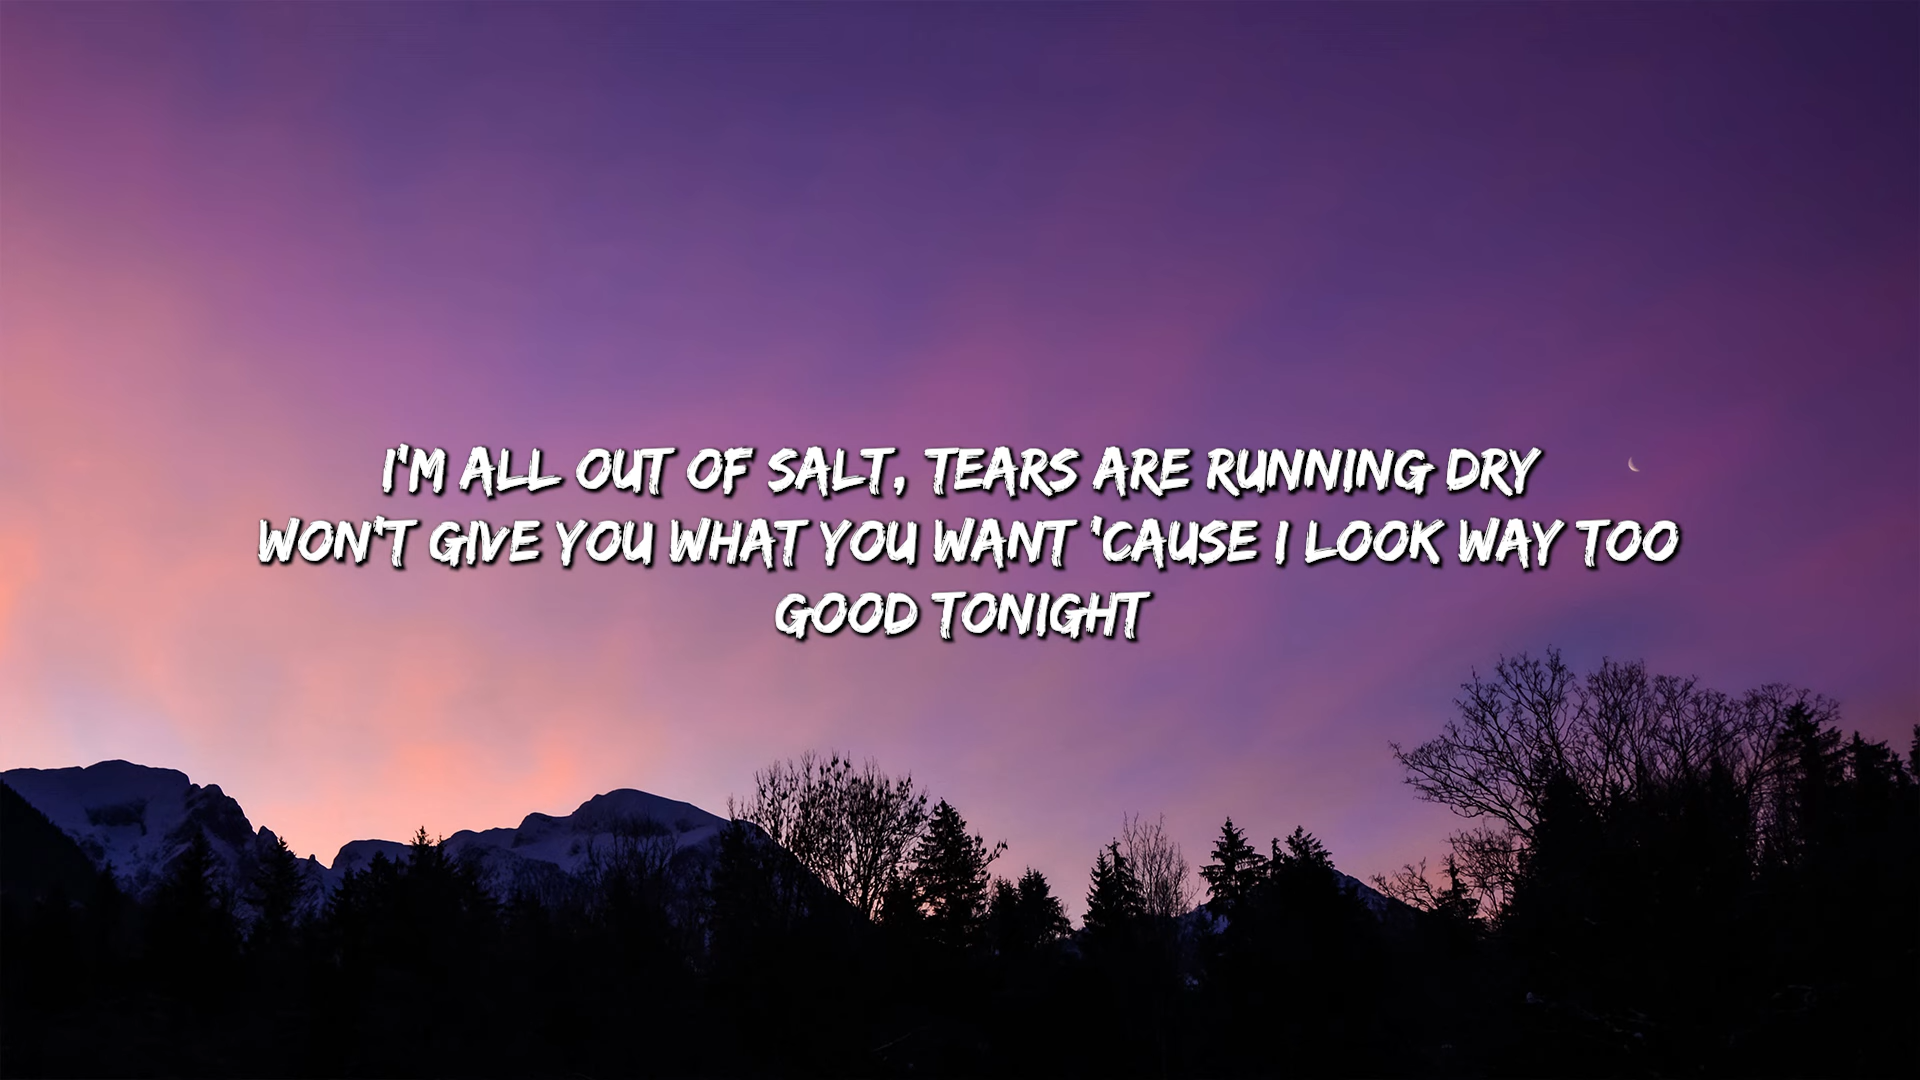 I'M ALL OUT OF SALT, TEARS ARE RUNNING DRY
WON'T GIVE YOU WHAT YOU WANT 'CAUSE I LOOK WAY TOO
GOOD TONIGHT